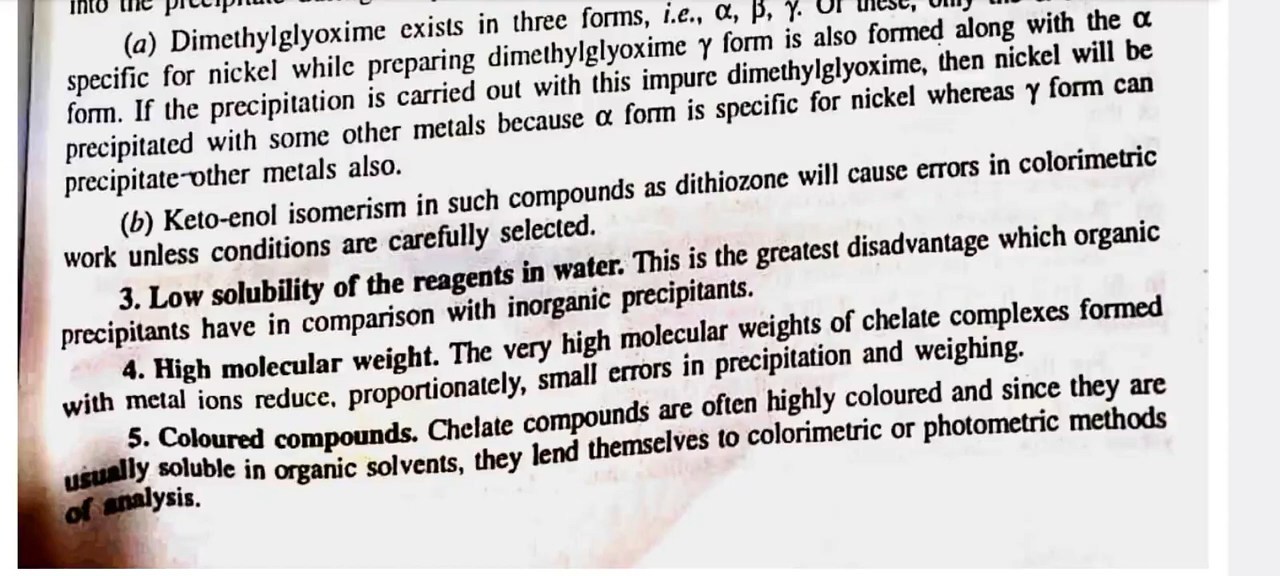 into the
(a) Dimethylglyoxime exists in three forms, i.e., α, β, γ. Of these, only the α
specific for nickel while preparing dimethylglyoxime γ form is also formed along with the α
form. If the precipitation is carried out with this impure dimethylglyoxime, then nickel will be
precipitated with some other metals because α form is specific for nickel whereas γ form can
precipitate other metals also.
(b) Keto-enol isomerism in such compounds as dithiozone will cause errors in colorimetric
work unless conditions are carefully selected.
3. Low solubility of the reagents in water. This is the greatest disadvantage which organic
precipitants have in comparison with inorganic precipitants.
4. High molecular weight. The very high molecular weights of chelate complexes formed
with metal ions reduce, proportionately, small errors in precipitation and weighing.
5. Coloured compounds. Chelate compounds are often highly coloured and since they are
usually soluble in organic solvents, they lend themselves to colorimetric or photometric methods
of analysis.